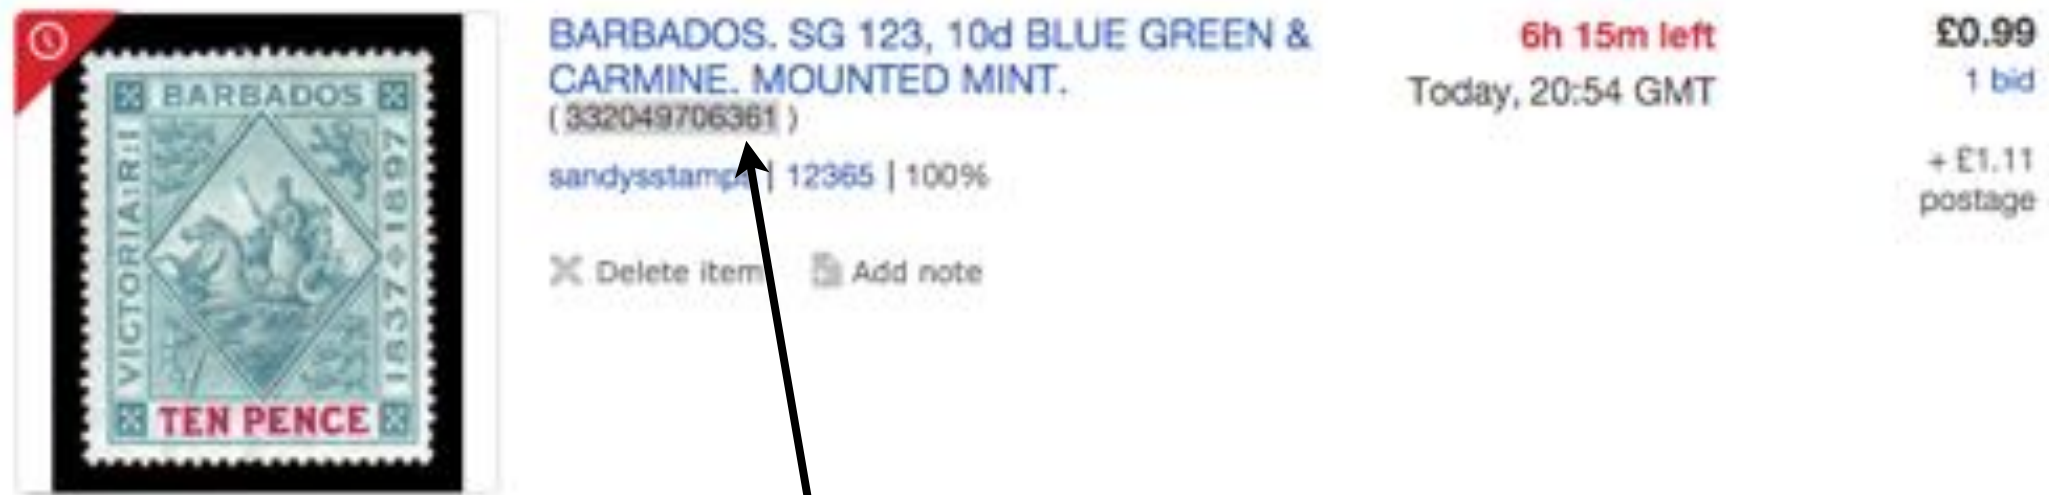 BARBADOS
VICTORIA:R:I
1837 1897
TEN PENCE
BARBADOS. SG 123, 10d BLUE GREEN &
CARMINE. MOUNTED MINT.
( 332049706361 )
sandysstamps | 12365 | 100%
Delete item Add note
6h 15m left
Today, 20:54 GMT
£0.99
1 bid
+ £1.11
postage